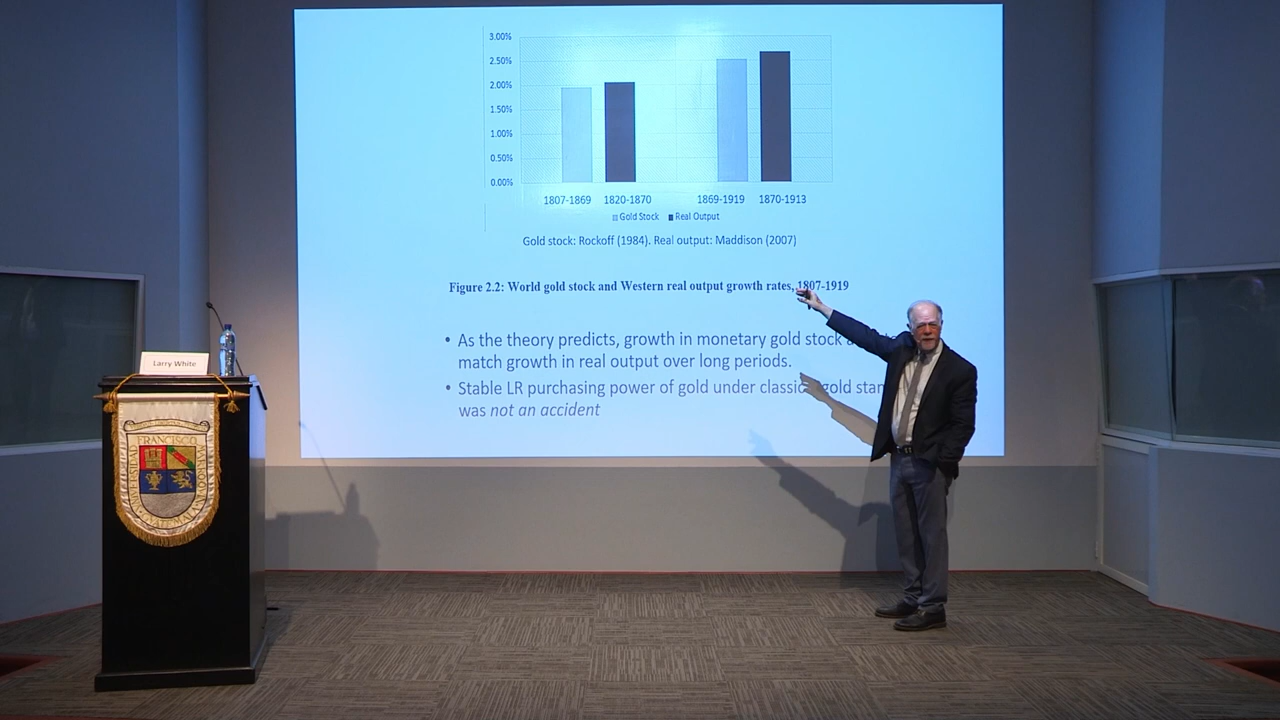 3.00%
2.50%
2.00%
1.50%
1.00%
0.50%
0.00%
1807-1869 1820-1870 1869-1919 1870-1913
Gold Stock Real Output
Gold stock: Rockoff (1984). Real output: Maddison (2007)
Figure 2.2: World gold stock and Western real output growth rates, 1807-1919
• As the theory predicts, growth in monetary gold stock
match growth in real output over long periods.
• Stable LR purchasing power of gold under gold
was not an accident
Larry White
FRANCISCO